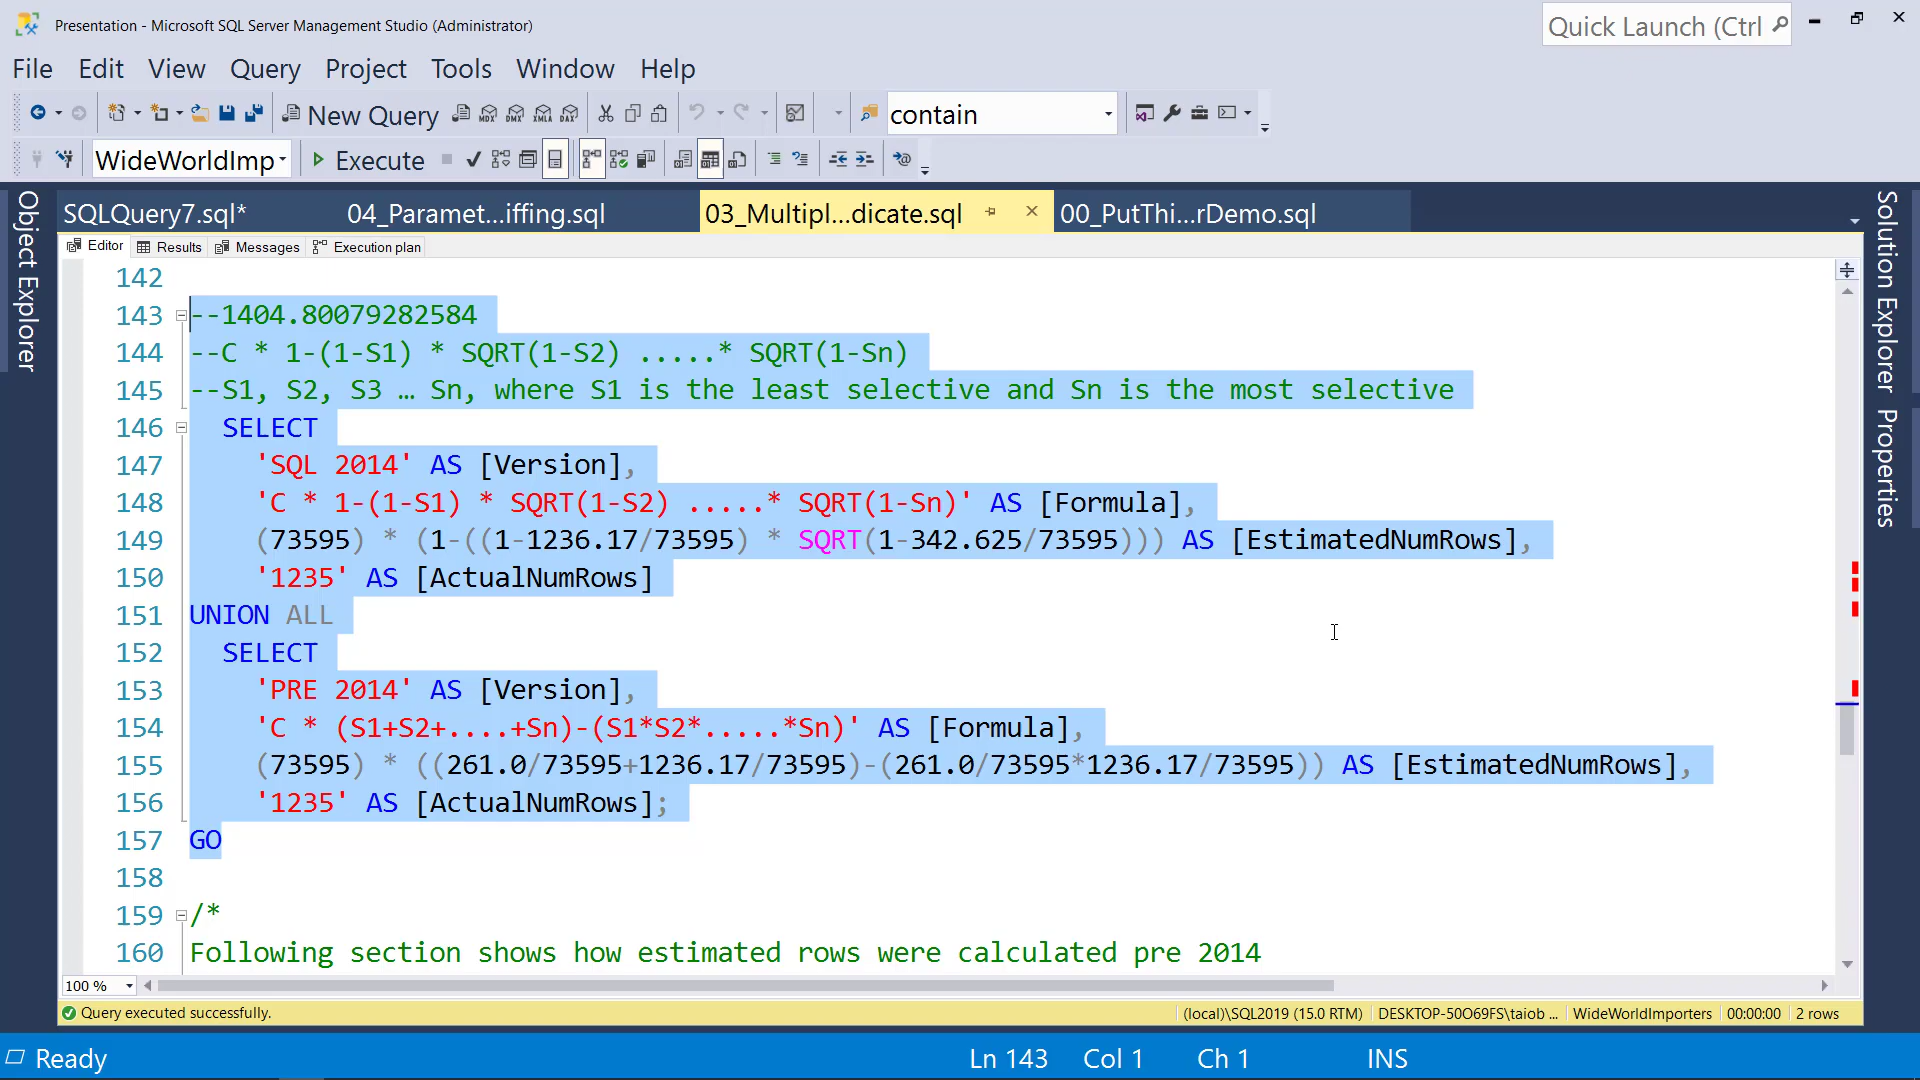 Presentation - Microsoft SQL Server Management Studio (Administrator)
Quick Launch (Ctrl
File Edit View Query Project Tools Window Help
New Query MDX DMX XMLA DAX contain
WideWorldImp Execute
Object Explorer
Solution Explorer
Properties
SQLQuery7.sql* 04_Paramet...iffing.sql 03_Multipl...dicate.sql 00_PutThi...rDemo.sql
Editor Results Messages Execution plan
142
143 --1404.80079282584
144 --C * 1-(1-S1) * SQRT(1-S2) .....* SQRT(1-Sn)
145 --S1, S2, S3 … Sn, where S1 is the least selective and Sn is the most selective
146 SELECT
147 'SQL 2014' AS [Version],
148 'C * 1-(1-S1) * SQRT(1-S2) .....* SQRT(1-Sn)' AS [Formula],
149 (73595) * (1-((1-1236.17/73595) * SQRT(1-342.625/73595))) AS [EstimatedNumRows],
150 '1235' AS [ActualNumRows]
151 UNION ALL
152 SELECT
153 'PRE 2014' AS [Version],
154 'C * (S1+S2+....+Sn)-(S1*S2*.....*Sn)' AS [Formula],
155 (73595) * ((261.0/73595+1236.17/73595)-(261.0/73595*1236.17/73595)) AS [EstimatedNumRows],
156 '1235' AS [ActualNumRows];
157 GO
158
159 /*
160 Following section shows how estimated rows were calculated pre 2014
100 %
Query executed successfully. (local)\SQL2019 (15.0 RTM) DESKTOP-50O69FS\taiob ... WideWorldImporters 00:00:00 2 rows
Ready Ln 143 Col 1 Ch 1 INS